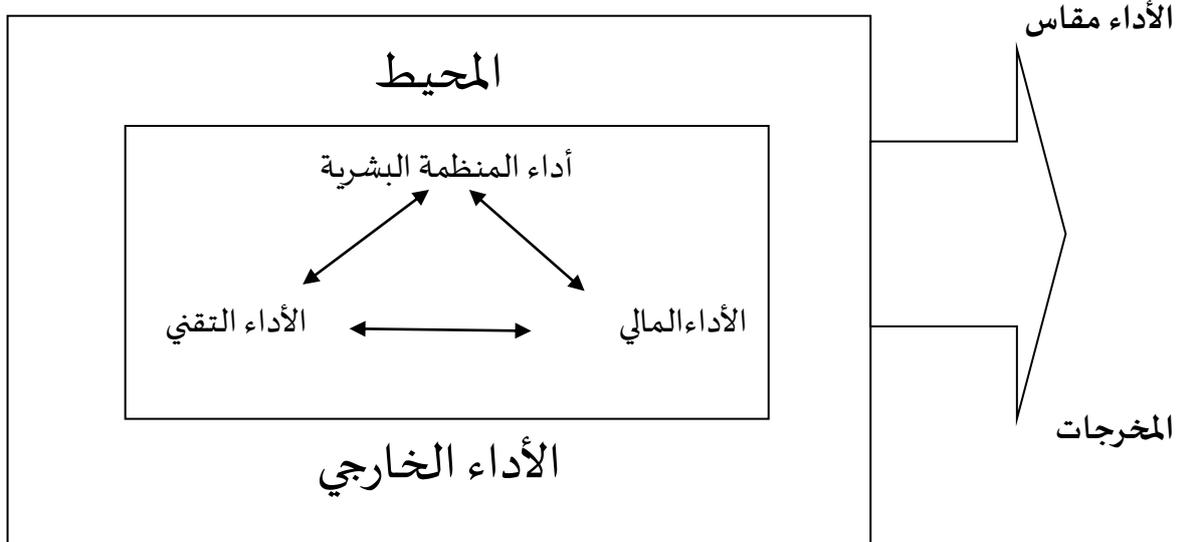 الأداء مقاس
المحيط
أداء المنظمة البشرية
الأداءالمالي
الأداء التقني
المخرجات
الأداء الخارجي